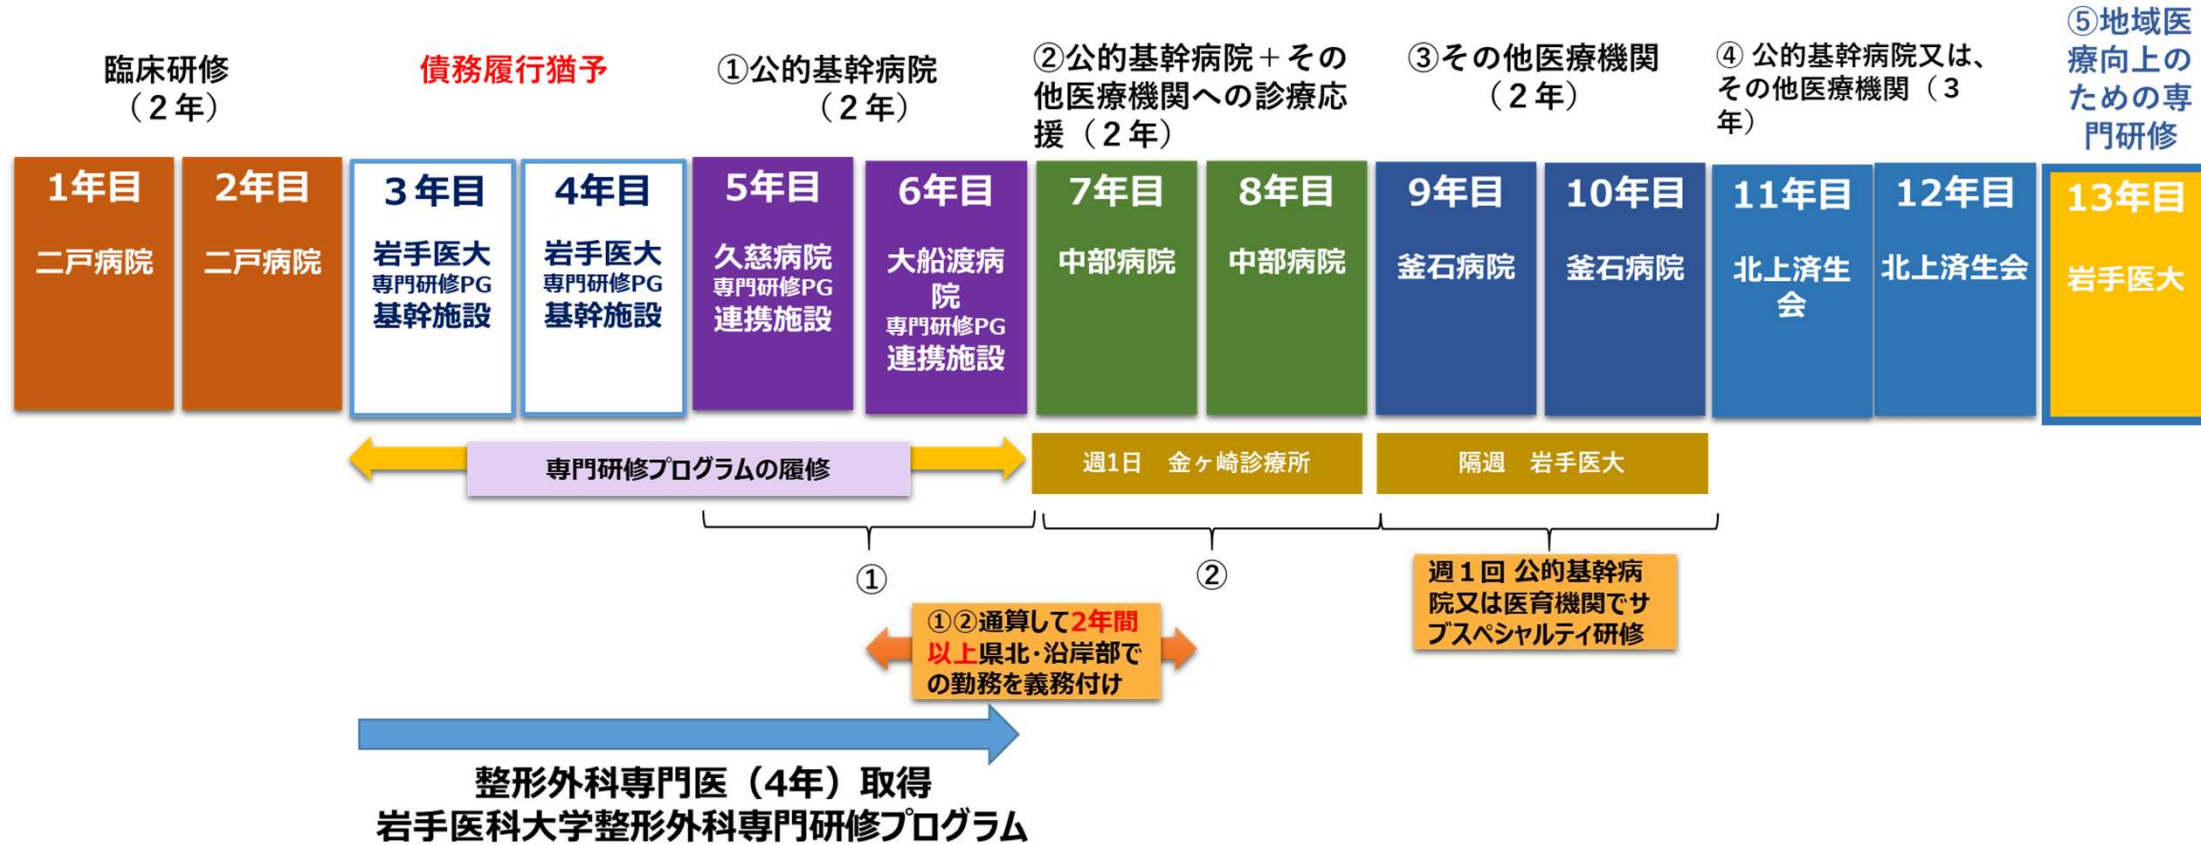 臨床研修
（２年）
債務履行猶予
①公的基幹病院
（２年）
②公的基幹病院＋その
他医療機関への診療応
援（２年）
③その他医療機関
（２年）
④ 公的基幹病院又は、
その他医療機関（３
年）
⑤地域医
療向上の
ための専
門研修
1年目
二戸病院
2年目
二戸病院
３年目
岩手医大
専門研修PG
基幹施設
4年目
岩手医大
専門研修PG
基幹施設
5年目
久慈病院
専門研修PG
連携施設
6年目
大船渡病
院
専門研修PG
連携施設
7年目
中部病院
8年目
中部病院
9年目
釜石病院
10年目
釜石病院
11年目
北上済生
会
12年目
北上済生会
13年目
岩手医大
専門研修プログラムの履修
週1日　金ヶ崎診療所
隔週　岩手医大
①
②
①②通算して2年間
以上県北・沿岸部で
の勤務を義務付け
週１回 公的基幹病
院又は医育機関でサ
ブスペシャルティ研修
整形外科専門医（4年）取得
岩手医科大学整形外科専門研修プログラム